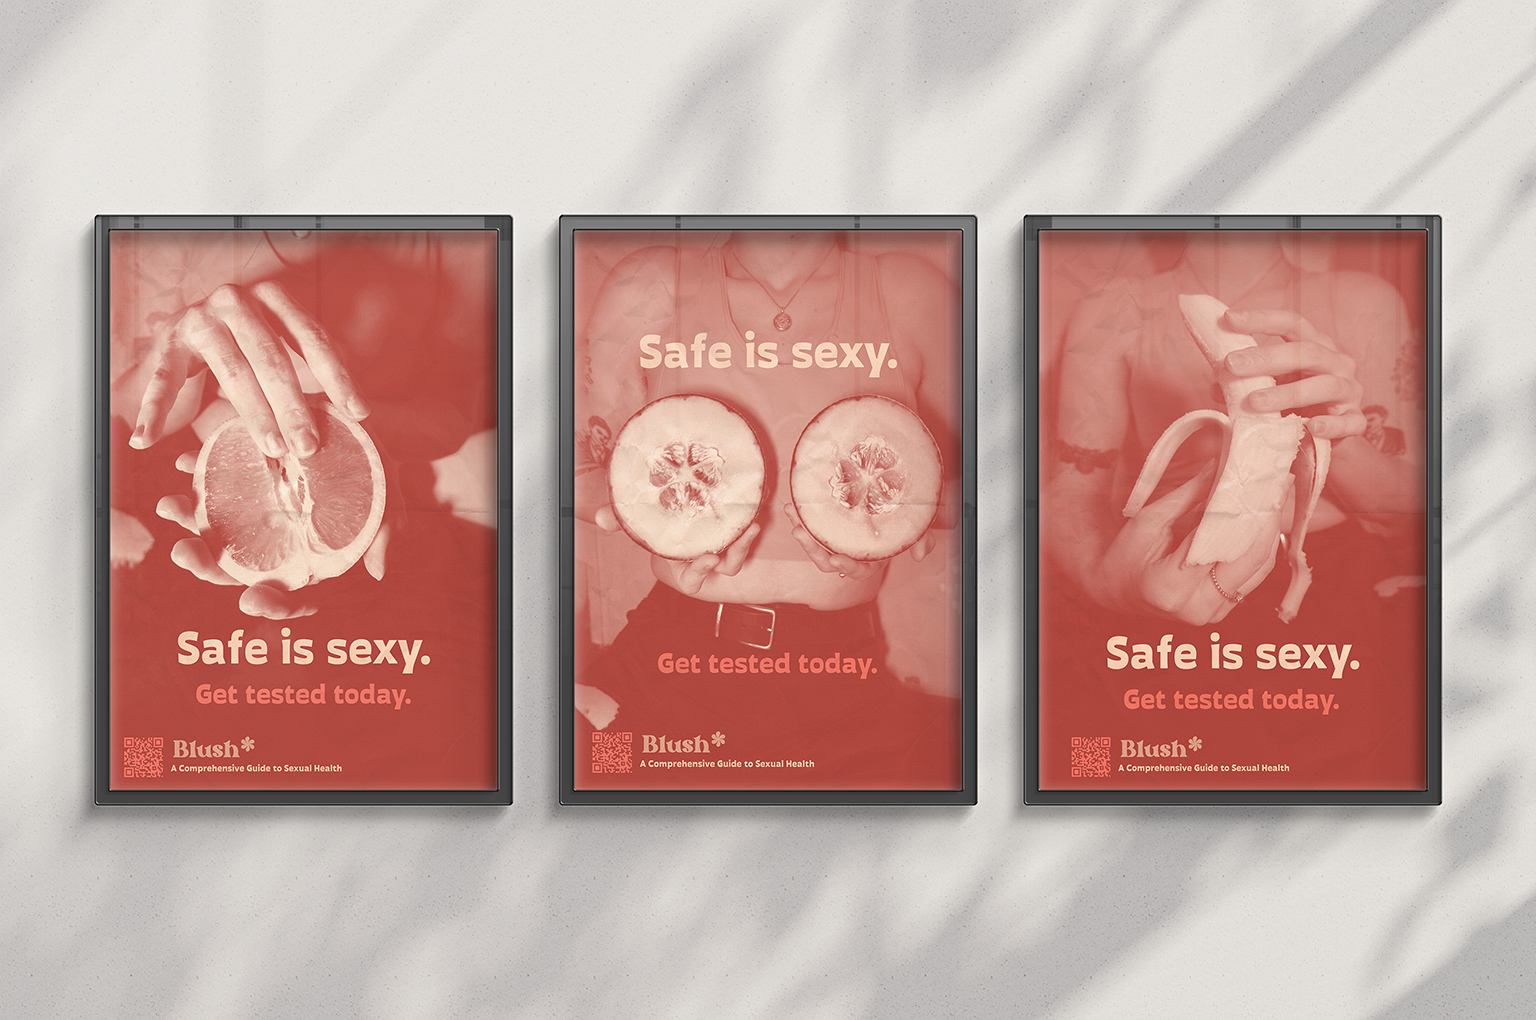 Safe is sexy.
Get tested today.
Blush*
A Comprehensive Guide to Sexual Health
Safe is sexy.
Get tested today.
Blush*
A Comprehensive Guide to Sexual Health
Safe is sexy.
Get tested today.
Blush*
A Comprehensive Guide to Sexual Health